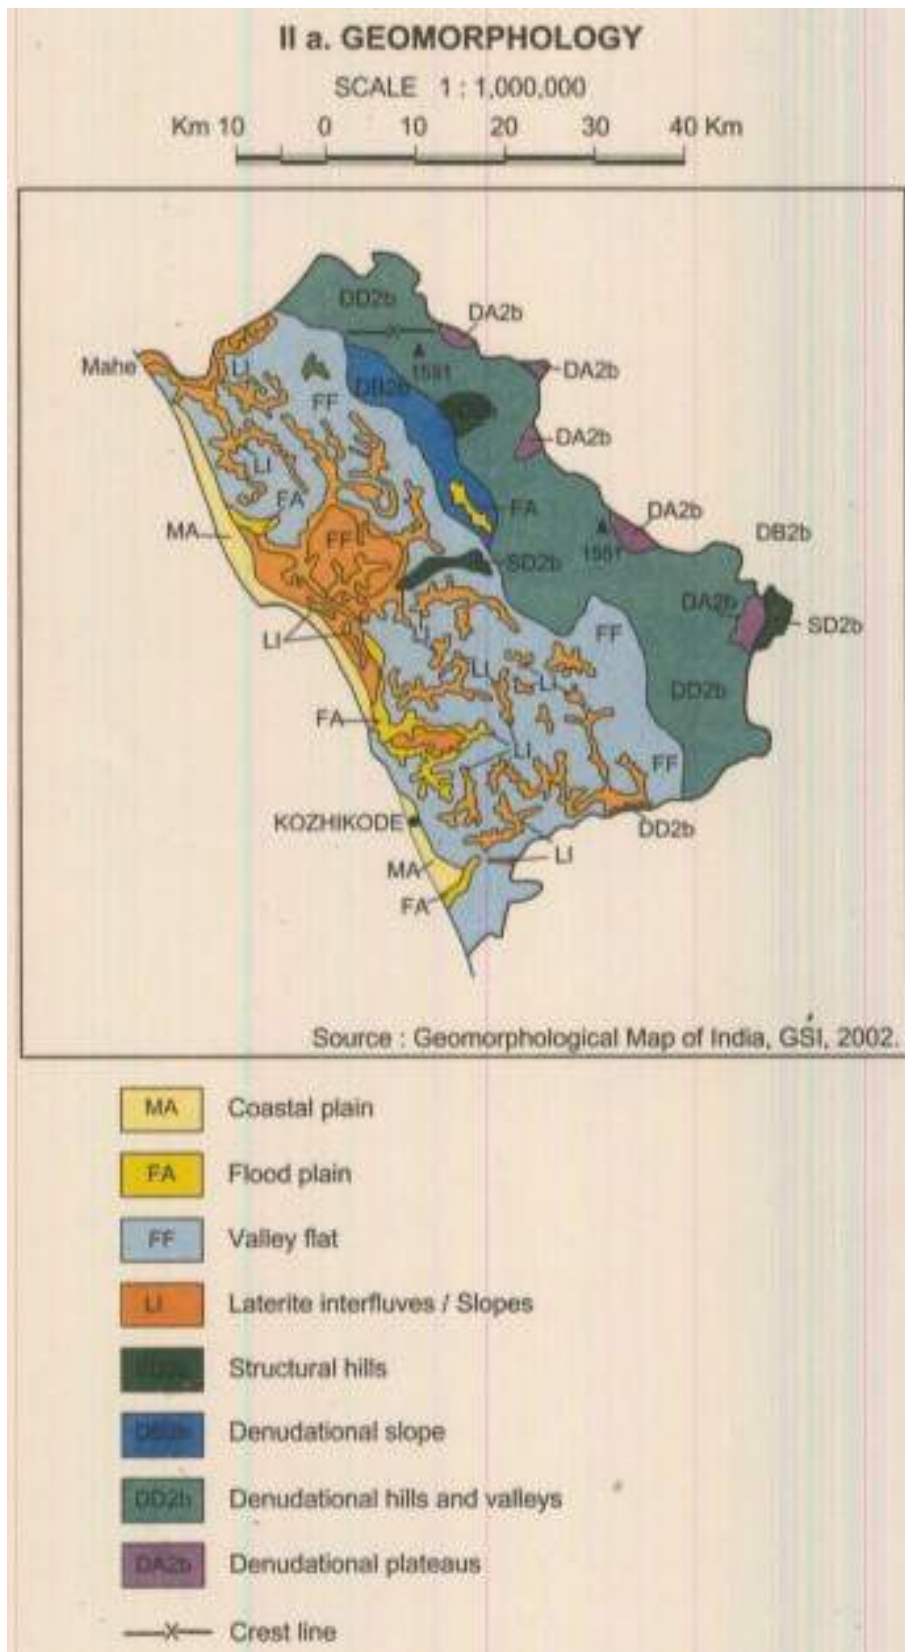 II a. GEOMORPHOLOGY
SCALE 1 : 1,000,000
Km 10 0 10 20 30 40 Km
DD2b
DA2b
Mahe
LI
1581
DA2b
DB2b
FF
DA2b
LI
FA
FA
DA2b
MA
FF
DB2b
1551
SD2b
DA2b
LI
LI
FF
SD2b
LI
LI
DD2b
FA
LI
FF
KOZHIKODE
DD2b
LI
MA
FA
Source : Geomorphological Map of India, GSI, 2002.
MA Coastal plain
FA Flood plain
FF Valley flat
LI Laterite interfluves / Slopes
Structural hills
DB2b Denudational slope
DD2b Denudational hills and valleys
DA2b Denudational plateaus
X Crest line